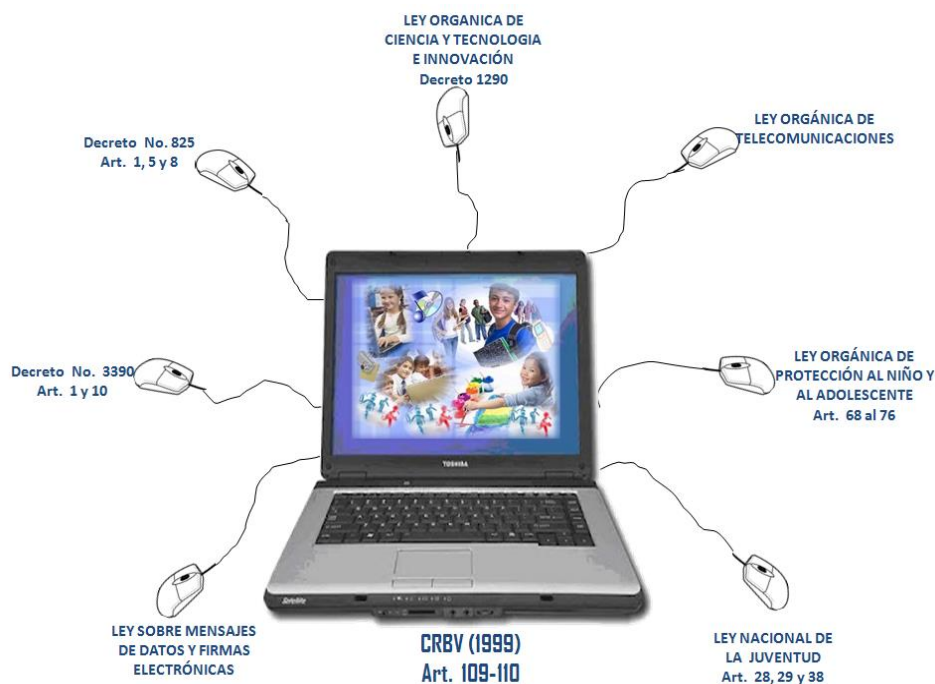 LEY ORGANICA DE
CIENCIA Y TECNOLOGIA
E INNOVACIÓN
Decreto 1290
Decreto No. 825
Art. 1, 5 y 8
LEY ORGÁNICA DE
TELECOMUNICACIONES
Decreto No. 3390
Art. 1 y 10
LEY ORGÁNICA DE
PROTECCIÓN AL NIÑO Y
AL ADOLESCENTE
Art. 68 al 76
TOSHIBA
Satellite
LEY SOBRE MENSAJES
DE DATOS Y FIRMAS
ELECTRÓNICAS
CRBV (1999)
Art. 109-110
LEY NACIONAL DE
LA JUVENTUD
Art. 28, 29 y 38